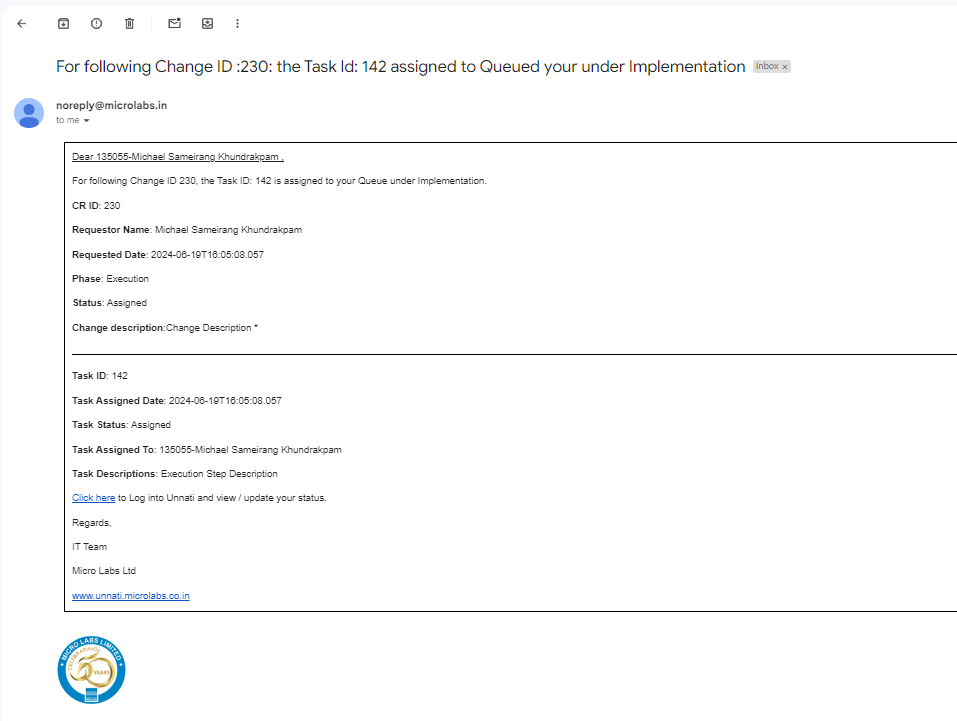 For following Change ID :230: the Task Id: 142 assigned to Queued your under Implementation Inbox x
noreply@microlabs.in
to me
Dear 135055-Michael Sameirang Khundrakpam ,
For following Change ID 230, the Task ID: 142 is assigned to your Queue under Implementation.
CR ID: 230
Requestor Name: Michael Sameirang Khundrakpam
Requested Date: 2024-06-19T16:05:08.057
Phase: Execution
Status: Assigned
Change description:Change Description *
Task ID: 142
Task Assigned Date: 2024-06-19T16:05:08.057
Task Status: Assigned
Task Assigned To: 135055-Michael Sameirang Khundrakpam
Task Descriptions: Execution Step Description
Click here to Log into Unnati and view / update your status.
Regards,
IT Team
Micro Labs Ltd
www.unnati.microlabs.co.in
MICRO LABS LIMITED
CELEBRATING
50 YEARS